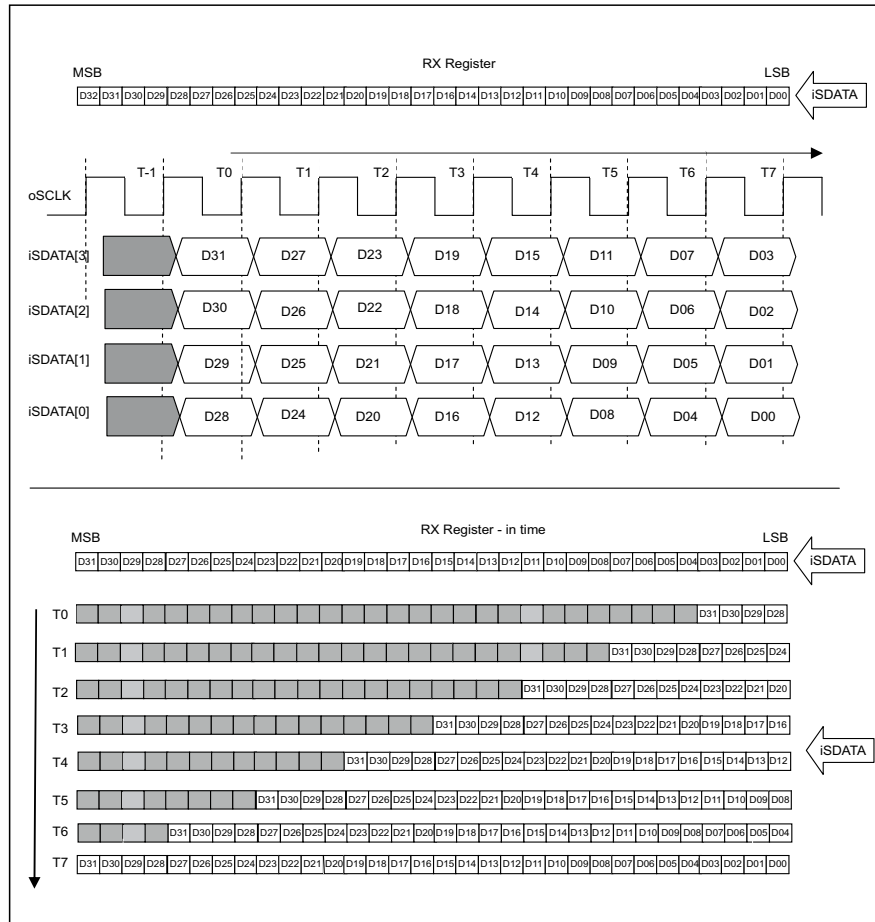 RX Register
MSB LSB
D32 D31 D30 D29 D28 D27 D26 D25 D24 D23 D22 D21 D20 D19 D18 D17 D16 D14 D13 D12 D11 D10 D09 D08 D07 D06 D05 D04 D03 D02 D01 D00 iSDATA
T-1 T0 T1 T2 T3 T4 T5 T6 T7
oSCLK
iSDATA[3] D31 D27 D23 D19 D15 D11 D07 D03
iSDATA[2] D30 D26 D22 D18 D14 D10 D06 D02
iSDATA[1] D29 D25 D21 D17 D13 D09 D05 D01
iSDATA[0] D28 D24 D20 D16 D12 D08 D04 D00
RX Register - in time
MSB LSB
D31 D30 D29 D28 D27 D26 D25 D24 D23 D22 D21 D20 D19 D18 D17 D16 D15 D14 D13 D12 D11 D10 D09 D08 D07 D06 D05 D04 D03 D02 D01 D00 iSDATA
T0 D31 D30 D29 D28
T1 D31 D30 D29 D28 D27 D26 D25 D24
T2 D31 D30 D29 D28 D27 D26 D25 D24 D23 D22 D21 D20
T3 D31 D30 D29 D28 D27 D26 D25 D24 D23 D22 D21 D20 D19 D18 D17 D16
iSDATA
T4 D31 D30 D29 D28 D27 D26 D25 D24 D23 D22 D21 D20 D19 D18 D17 D16 D15 D14 D13 D12
T5 D31 D30 D29 D28 D27 D26 D25 D24 D23 D22 D21 D20 D19 D18 D17 D16 D15 D14 D13 D12 D11 D10 D09 D08
T6 D31 D30 D29 D28 D27 D26 D25 D24 D23 D22 D21 D20 D19 D18 D17 D16 D15 D14 D13 D12 D11 D10 D09 D08 D07 D06 D05 D04
T7 D31 D30 D29 D28 D27 D26 D25 D24 D23 D22 D21 D20 D19 D18 D17 D16 D15 D14 D13 D12 D11 D10 D09 D08 D07 D06 D05 D04 D03 D02 D01 D00